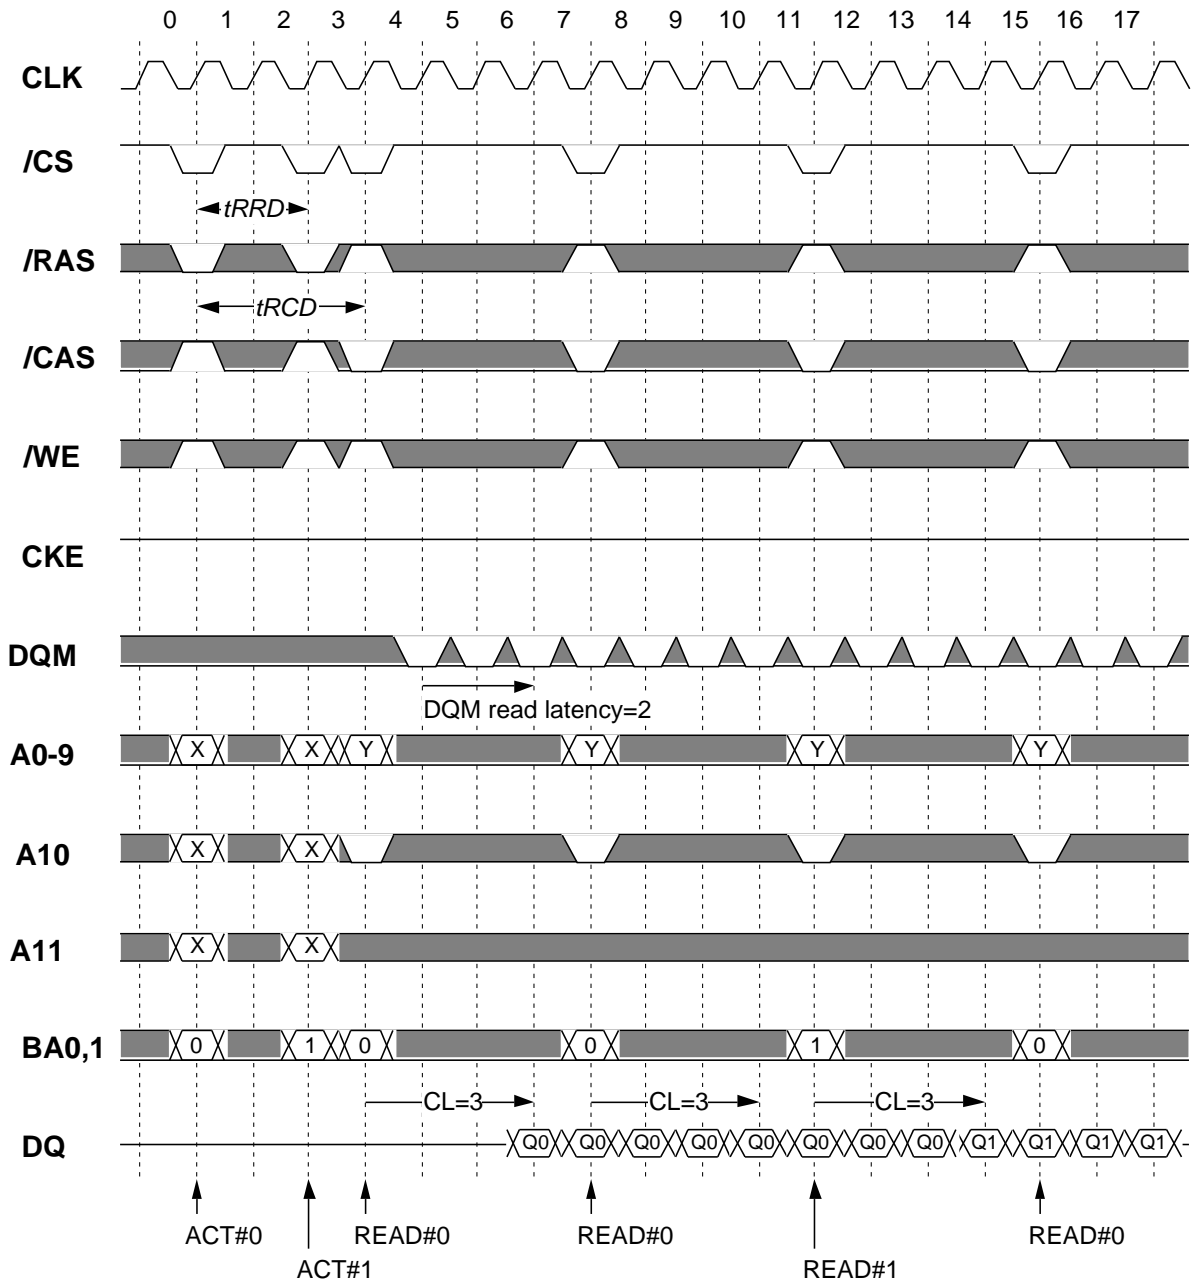 0 1 2 3 4 5 6 7 8 9 10 11 12 13 14 15 16 17
CLK
/CS
tRRD
/RAS
tRCD
/CAS
/WE
CKE
DQM
DQM read latency=2
A0-9 X X Y Y Y Y
A10 X X
A11 X X
BA0,1 0 1 0 0 1 0
CL=3 CL=3 CL=3
DQ Q0 Q0 Q0 Q0 Q0 Q0 Q0 Q0 Q1 Q1 Q1 Q1
ACT#0 READ#0 READ#0 READ#0
ACT#1 READ#1